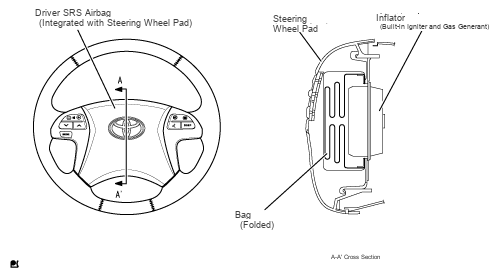 Driver SRS Airbag
(Integrated with Steering Wheel Pad)
Steering
Wheel Pad
Inflator
(Built-in Igniter and Gas Generant)
A
A'
Bag
(Folded)
A-A' Cross Section